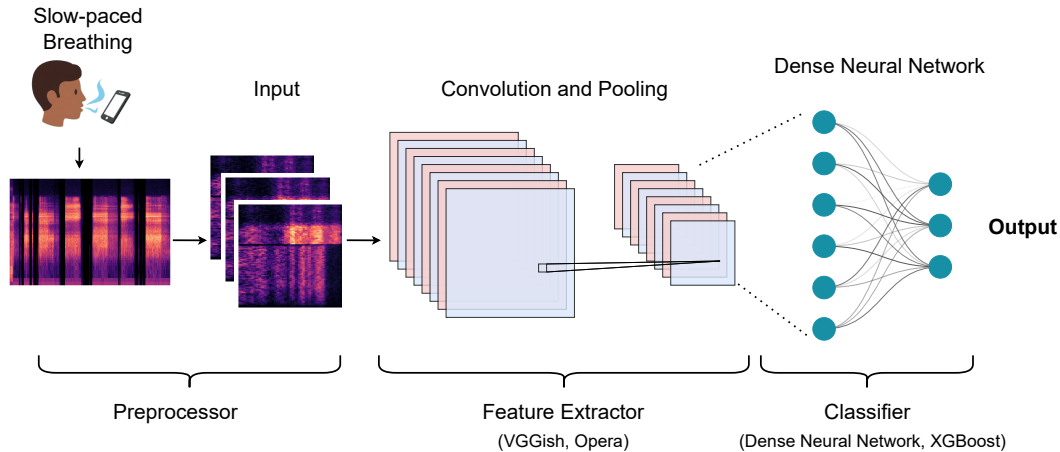 Slow-paced
Breathing
Input
Convolution and Pooling
Dense Neural Network
Output
Preprocessor
Feature Extractor
(VGGish, Opera)
Classifier
(Dense Neural Network, XGBoost)